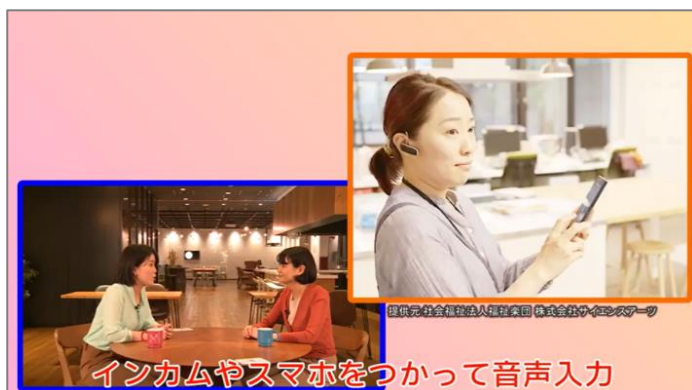 提供元:社会福祉法人福祉楽団 株式会社サイエンスアーツ
インカムやスマホをつかって音声入力